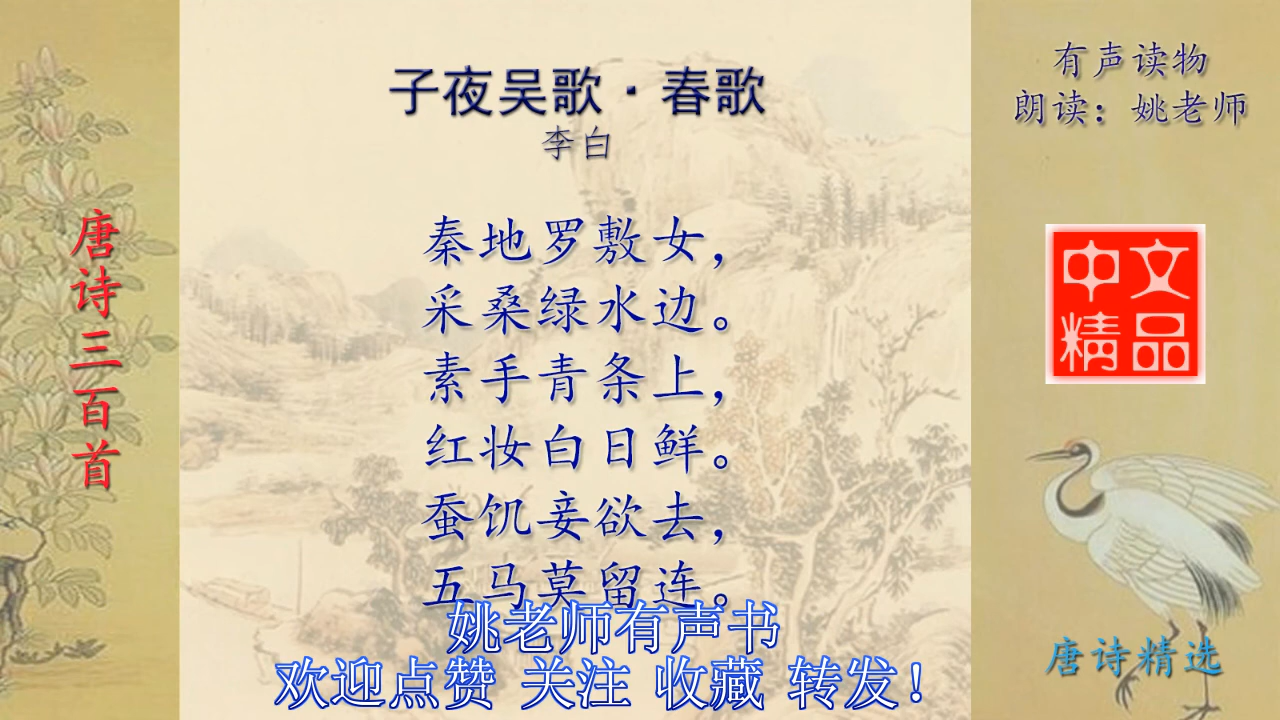 子夜吴歌·春歌
李白
秦地罗敷女，
采桑绿水边。
素手青条上，
红妆白日鲜。
蚕饥妾欲去，
五马莫留连。
姚老师有声书
欢迎点赞 关注 收藏 转发！
唐诗三百首
有声读物
朗读：姚老师
中文
精品
唐诗精选